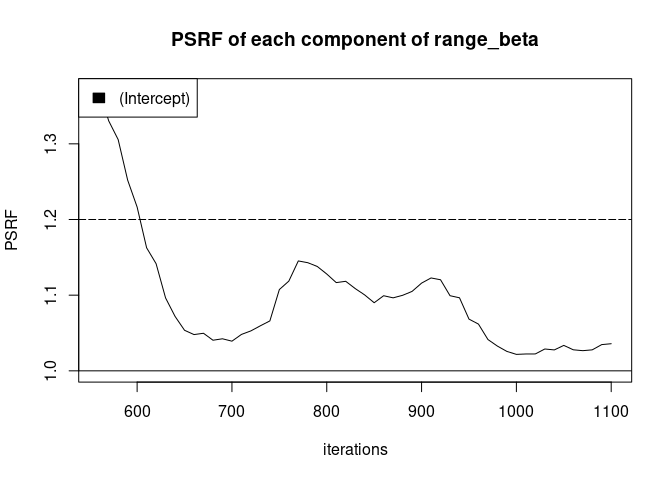 PSRF of each component of range_beta
(Intercept)
PSRF
1.3
1.2
1.1
1.0
600 700 800 900 1000 1100
iterations